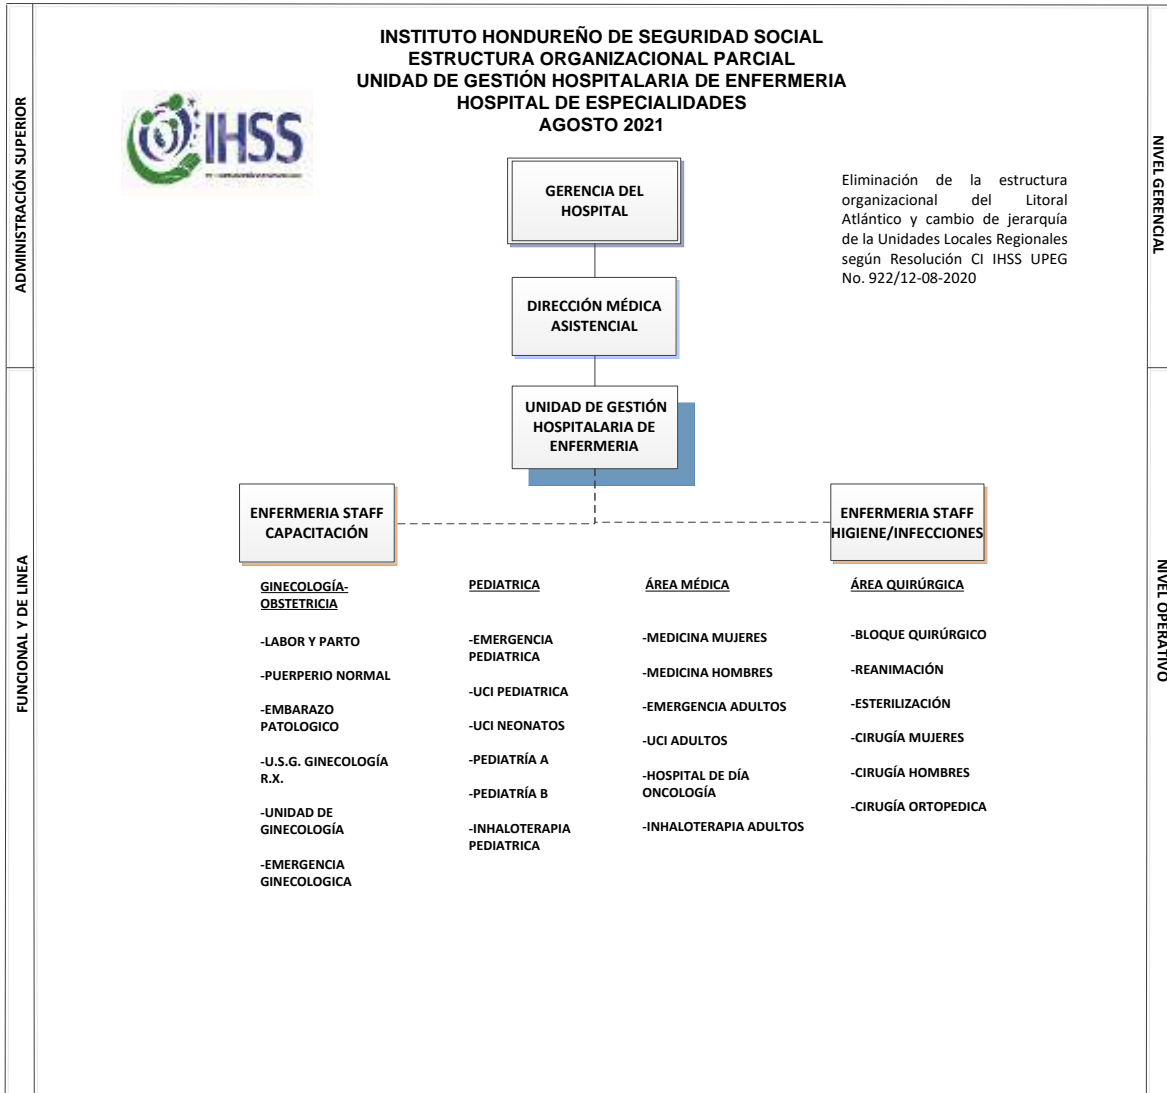 INSTITUTO HONDUREÑO DE SEGURIDAD SOCIAL
ESTRUCTURA ORGANIZACIONAL PARCIAL
UNIDAD DE GESTIÓN HOSPITALARIA DE ENFERMERIA
HOSPITAL DE ESPECIALIDADES
AGOSTO 2021
IHSS
ADMINISTRACIÓN SUPERIOR
NIVEL GERENCIAL
GERENCIA DEL
HOSPITAL
Eliminación de la estructura
organizacional del Litoral
Atlántico y cambio de jerarquía
de la Unidades Locales Regionales
según Resolución CI IHSS UPEG
No. 922/12-08-2020
DIRECCIÓN MÉDICA
ASISTENCIAL
UNIDAD DE GESTIÓN
HOSPITALARIA DE
ENFERMERIA
FUNCIONAL Y DE LINEA
NIVEL OPERATIVO
ENFERMERIA STAFF
CAPACITACIÓN
ENFERMERIA STAFF
HIGIENE/INFECCIONES
GINECOLOGÍA-
OBSTETRICIA
-LABOR Y PARTO
-PUERPERIO NORMAL
-EMBARAZO
PATOLOGICO
-U.S.G. GINECOLOGÍA
R.X.
-UNIDAD DE
GINECOLOGÍA
-EMERGENCIA
GINECOLOGICA
PEDIATRICA
-EMERGENCIA
PEDIATRICA
-UCI PEDIATRICA
-UCI NEONATOS
-PEDIATRÍA A
-PEDIATRÍA B
-INHALOTERAPIA
PEDIATRICA
ÁREA MÉDICA
-MEDICINA MUJERES
-MEDICINA HOMBRES
-EMERGENCIA ADULTOS
-UCI ADULTOS
-HOSPITAL DE DÍA
ONCOLOGÍA
-INHALOTERAPIA ADULTOS
ÁREA QUIRÚRGICA
-BLOQUE QUIRÚRGICO
-REANIMACIÓN
-ESTERILIZACIÓN
-CIRUGÍA MUJERES
-CIRUGÍA HOMBRES
-CIRUGÍA ORTOPEDICA